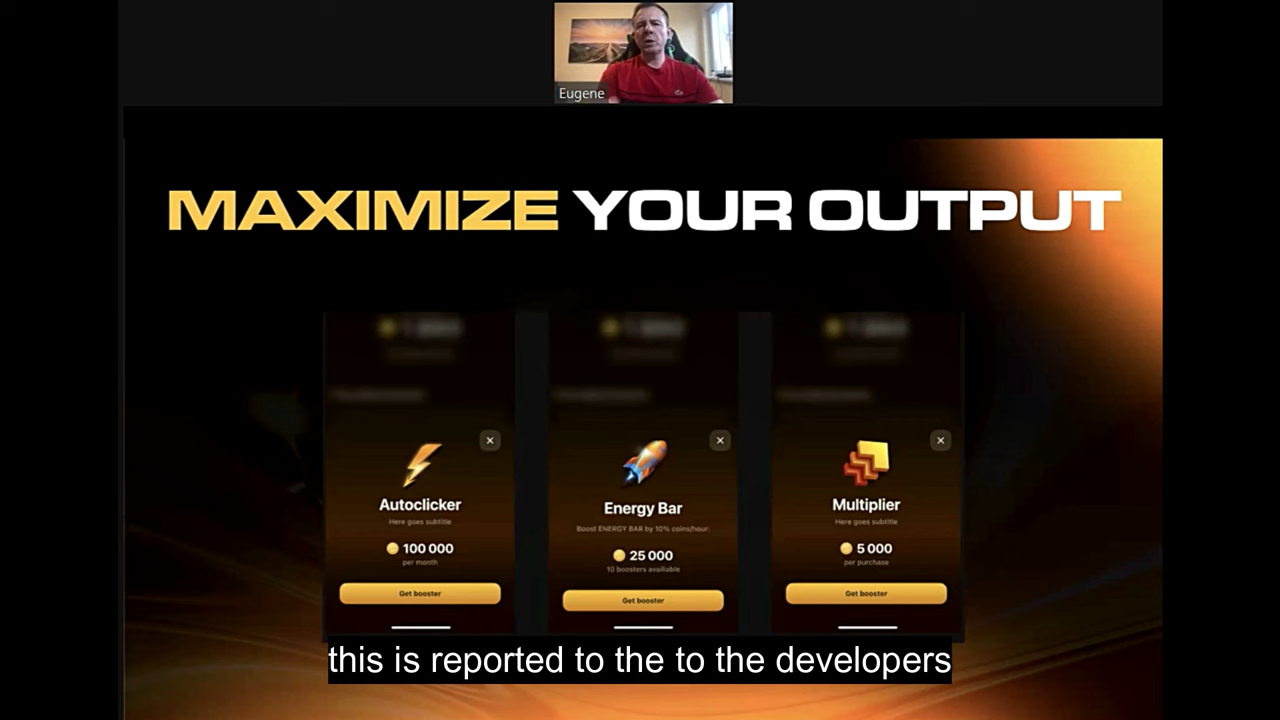 Eugene
MAXIMIZE YOUR OUTPUT
Autoclicker
Here goes subtitle
100 000
per month
Get booster
Energy Bar
Boost ENERGY BAR by 10% coins/hour;
25 000
10 boosters available
Get booster
Multiplier
Here goes subtitle
5 000
per purchase
Get booster
this is reported to the to the developers